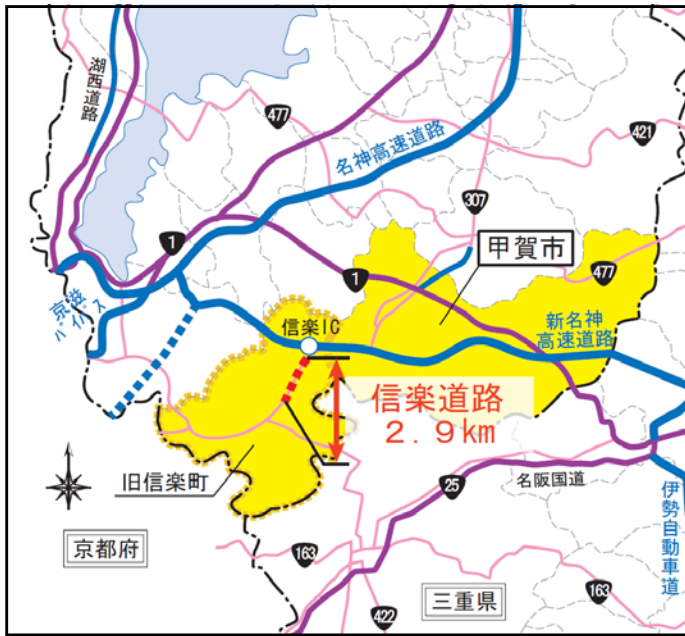 湖西道路
477
421
名神高速道路
307
1
甲賀市
1
477
京滋
バイパス
信楽IC
新名神
高速道路
信楽道路
2.9km
旧信楽町
25
名阪国道
伊勢自動車道
京都府
163
163
三重県
422